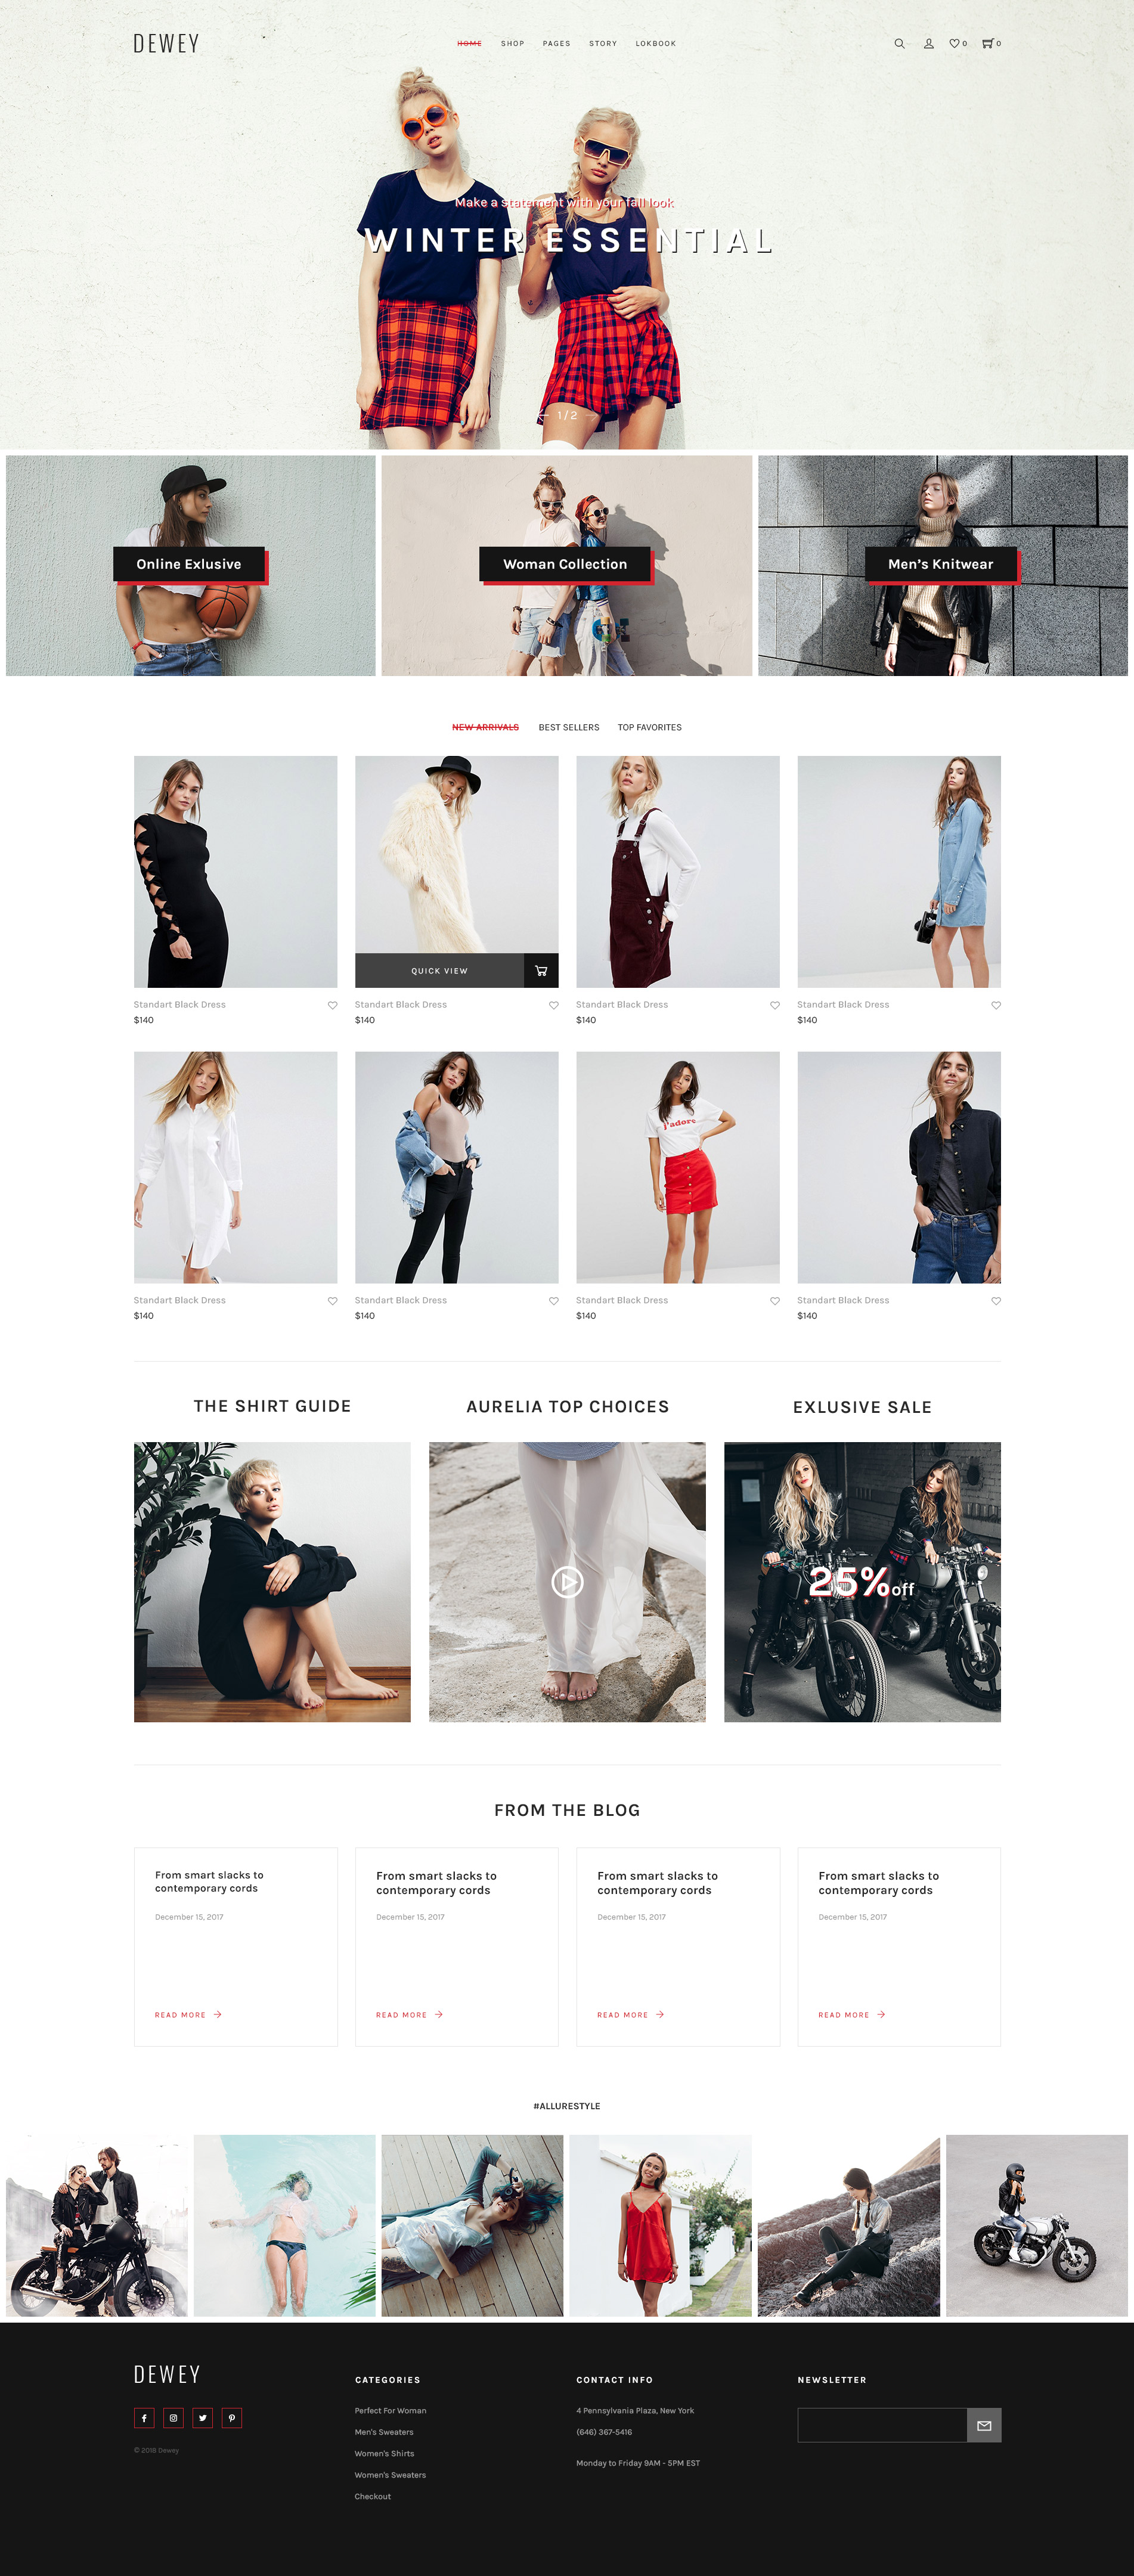 DEWEY
HOME SHOP PAGES STORY LOKBOOK
0 0
Make a statement with your fall look
WINTER ESSENTIAL
1/2
Online Exlusive
Woman Collection
Men's Knitwear
NEW ARRIVALS BEST SELLERS TOP FAVORITES
QUICK VIEW
Standart Black Dress
$140
Standart Black Dress
$140
Standart Black Dress
$140
Standart Black Dress
$140
j'adore
Standart Black Dress
$140
Standart Black Dress
$140
Standart Black Dress
$140
Standart Black Dress
$140
THE SHIRT GUIDE
AURELIA TOP CHOICES
EXLUSIVE SALE
25% off
FROM THE BLOG
From smart slacks to
contemporary cords
December 15, 2017
READ MORE
From smart slacks to
contemporary cords
December 15, 2017
READ MORE
From smart slacks to
contemporary cords
December 15, 2017
READ MORE
From smart slacks to
contemporary cords
December 15, 2017
READ MORE
#ALLURESTYLE
DEWEY
© 2018 Dewey
CATEGORIES
Perfect For Woman
Men's Sweaters
Women's Shirts
Women's Sweaters
Checkout
CONTACT INFO
4 Pennsylvania Plaza, New York
(646) 367-5416
Monday to Friday 9AM - 5PM EST
NEWSLETTER